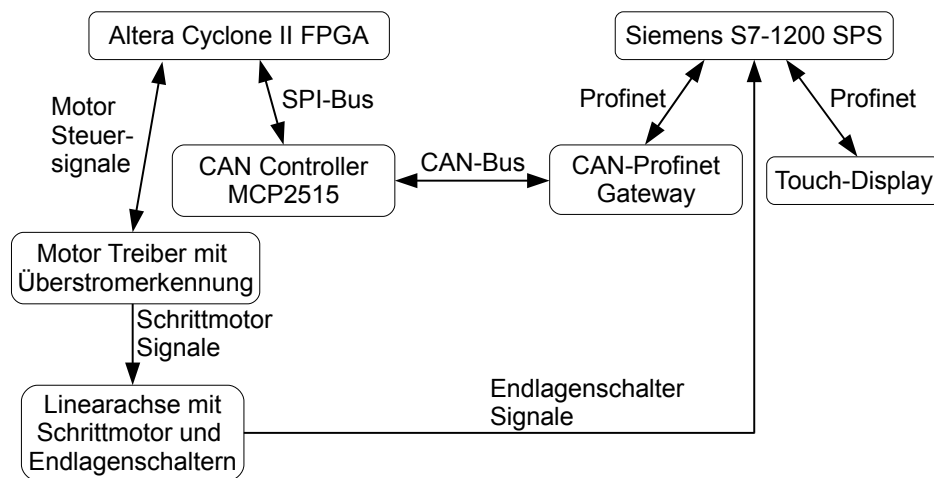 Altera Cyclone II FPGA
Siemens S7-1200 SPS
Motor
Steuer-
signale
SPI-Bus
Profinet
Profinet
CAN Controller
MCP2515
CAN-Bus
CAN-Profinet
Gateway
Touch-Display
Motor Treiber mit
Überstromerkennung
Schrittmotor
Signale
Linearachse mit
Schrittmotor und
Endlagenschaltern
Endlagenschalter
Signale